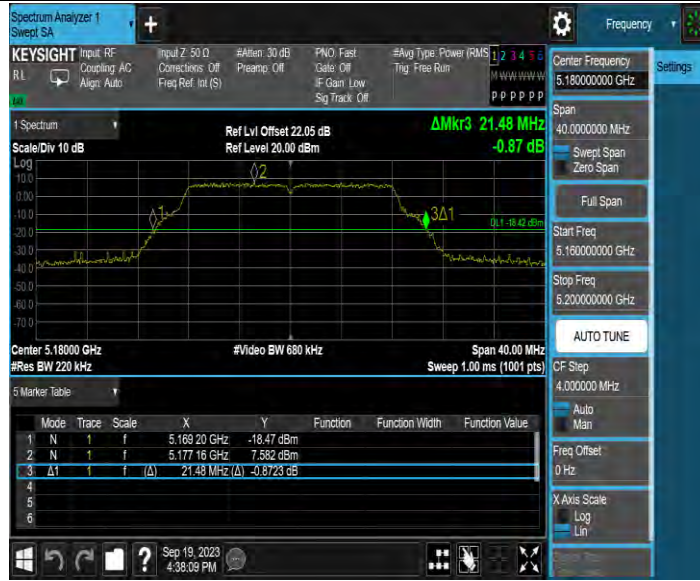 Spectrum Analyzer 1
Swept SA
+
Frequency
KEYSIGHT Input: RF Input Z: 50 Ω #Atten: 30 dB PNO: Fast #Avg Type: Power (RMS 1 2 3 4 5 6
RL Coupling: AC Corrections: Off Preamp: Off Gate: Off Trig: Free Run M W W W W W
Align: Auto Freq Ref: Int (S) IF Gain: Low
Sig Track: Off P P P P P P
1 Spectrum
Scale/Div 10 dB
Ref Lvl Offset 22.05 dB
Ref Level 20.00 dBm
ΔMkr3 21.48 MHz
-0.87 dB
Log
10.0
0.00
-10.0
-20.0
-30.0
-40.0
-50.0
-60.0
-70.0
1
2
3Δ1
DL1 -18.42 dBm
Center 5.18000 GHz #Video BW 680 kHz Span 40.00 MHz
#Res BW 220 kHz Sweep 1.00 ms (1001 pts)
5 Marker Table
Mode Trace Scale X Y Function Function Width Function Value
1 N 1 f 5.169 20 GHz -18.47 dBm
2 N 1 f 5.177 16 GHz 7.582 dBm
3 Δ1 1 f (Δ) 21.48 MHz (Δ) -0.8723 dB
4
5
6
?
Sep 19, 2023
4:38:09 PM
Center Frequency
5.180000000 GHz
Settings
Span
40.0000000 MHz
Swept Span
Zero Span
Full Span
Start Freq
5.160000000 GHz
Stop Freq
5.200000000 GHz
AUTO TUNE
CF Step
4.000000 MHz
Auto
Man
Freq Offset
0 Hz
X Axis Scale
Log
Lin